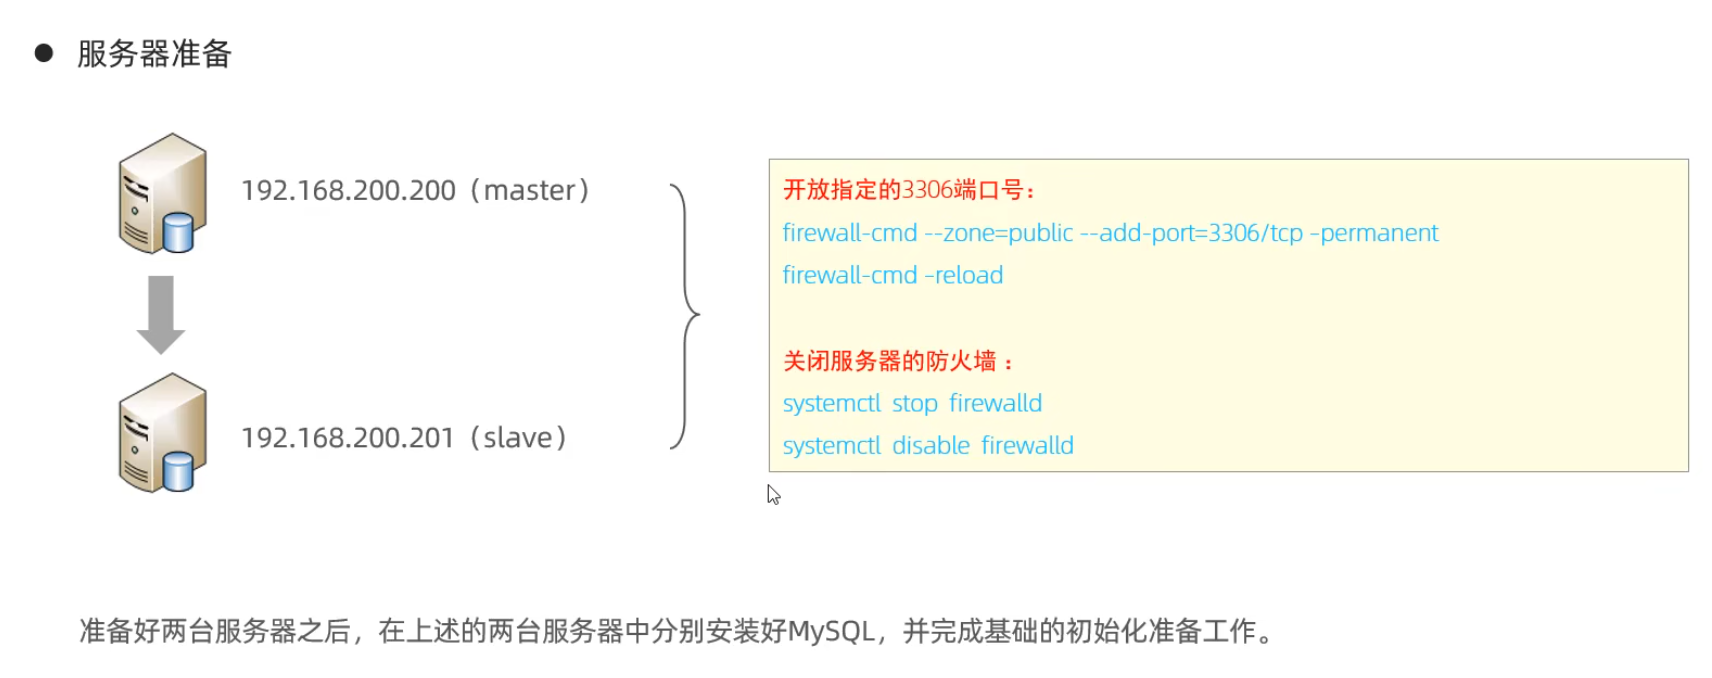 服务器准备
192.168.200.200（master）
开放指定的3306端口号：
firewall-cmd --zone=public --add-port=3306/tcp –permanent
firewall-cmd –reload
关闭服务器的防火墙：
systemctl stop firewalld
systemctl disable firewalld
192.168.200.201（slave）
准备好两台服务器之后，在上述的两台服务器中分别安装好MySQL，并完成基础的初始化准备工作。